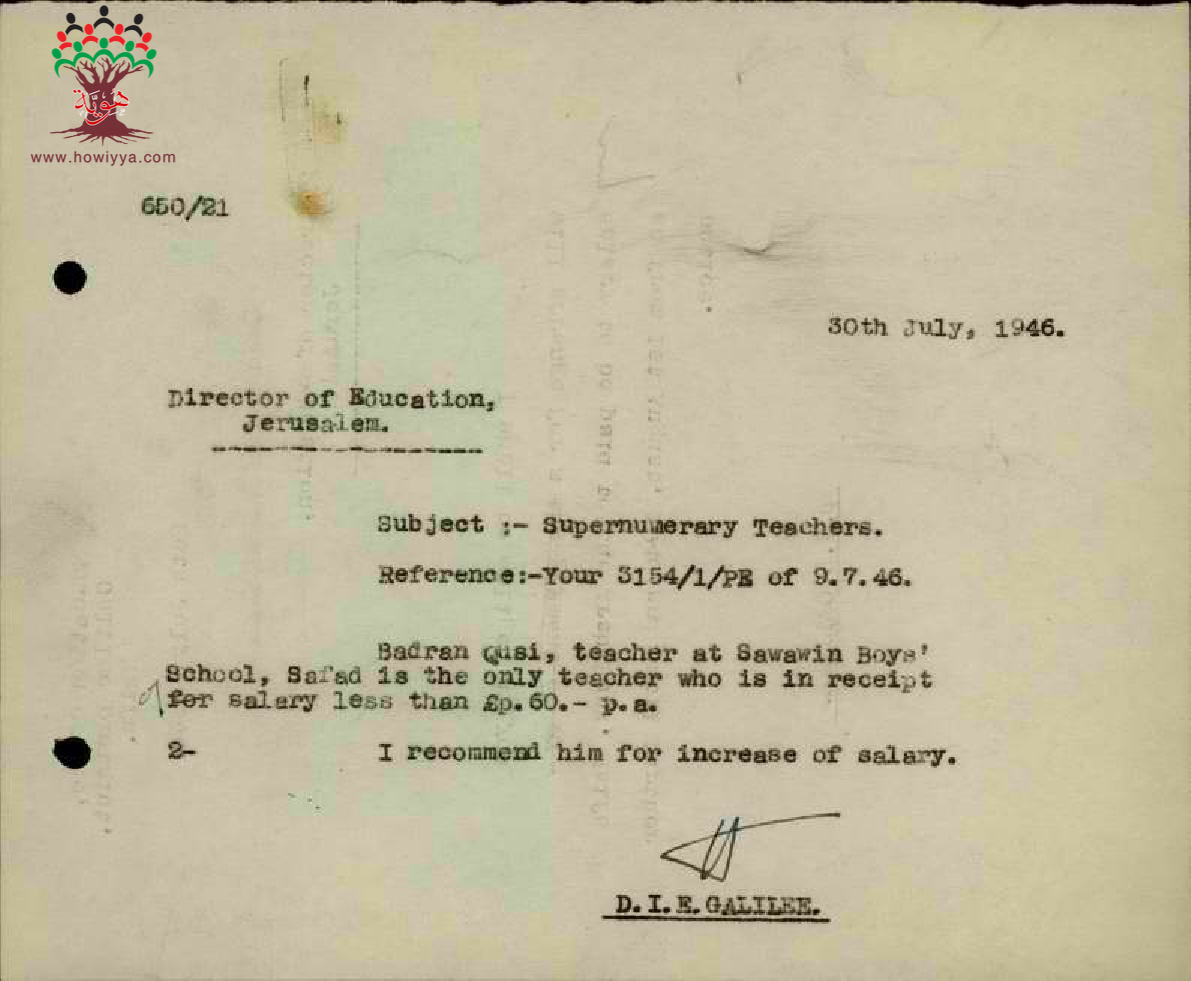 هوية
www.howiyya.com
650/21
30th July, 1946.
Director of Education,
Jerusalem.
Subject :- Supernumerary Teachers.
Reference:-Your 3154/1/PE of 9.7.46.
Badran Qusi, teacher at Sawawin Boys'
School, Safad is the only teacher who is in receipt
of for salary less than £p.60.- p.a.
2- I recommend him for increase of salary.
D.I.E.GALILEE.